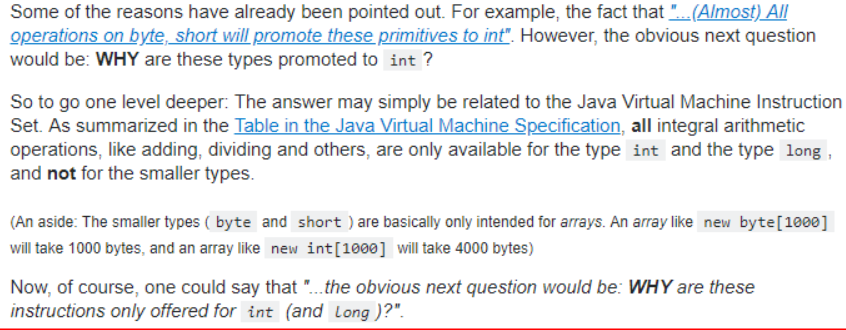 Some of the reasons have already been pointed out. For example, the fact that "...(Almost) All
operations on byte, short will promote these primitives to int". However, the obvious next question
would be: WHY are these types promoted to int ?
So to go one level deeper: The answer may simply be related to the Java Virtual Machine Instruction
Set. As summarized in the Table in the Java Virtual Machine Specification, all integral arithmetic
operations, like adding, dividing and others, are only available for the type int and the type long ,
and not for the smaller types.
(An aside: The smaller types ( byte and short ) are basically only intended for arrays. An array like new byte[1000]
will take 1000 bytes, and an array like new int[1000] will take 4000 bytes)
Now, of course, one could say that "...the obvious next question would be: WHY are these
instructions only offered for int (and long )?".